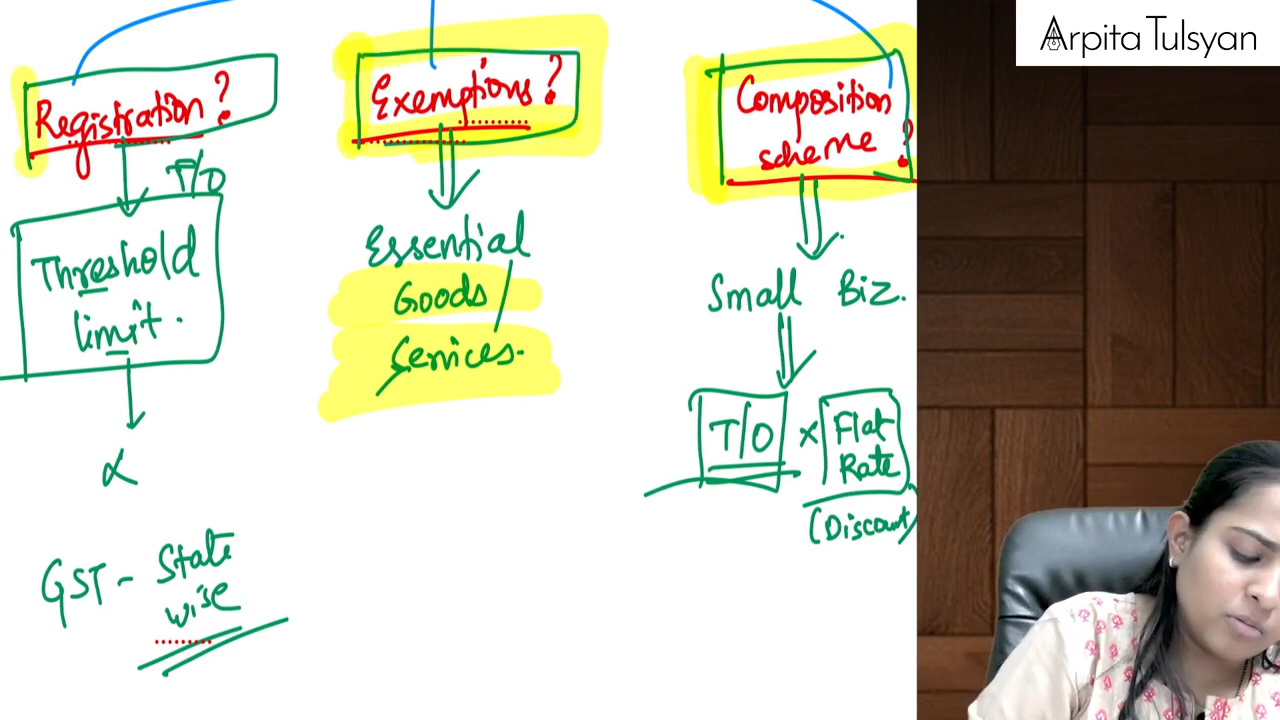 Arpita Tulsyan
Registration?
T/O
Threshold
limit.
α
GST - State
wise
Exemptions?
Essential
Goods
Services.
Composition
scheme ?
Small Biz.
T/O × Flat
Rate
(Discount)